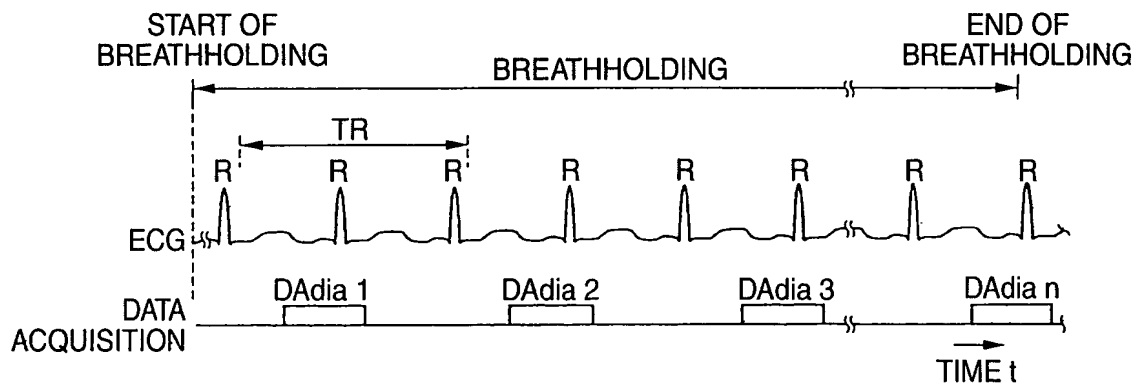 START OF
BREATHHOLDING
END OF
BREATHHOLDING
BREATHHOLDING
TR
R R R R R R R R
ECG
DAdia 1 DAdia 2 DAdia 3 DAdia n
DATA
ACQUISITION
TIME t